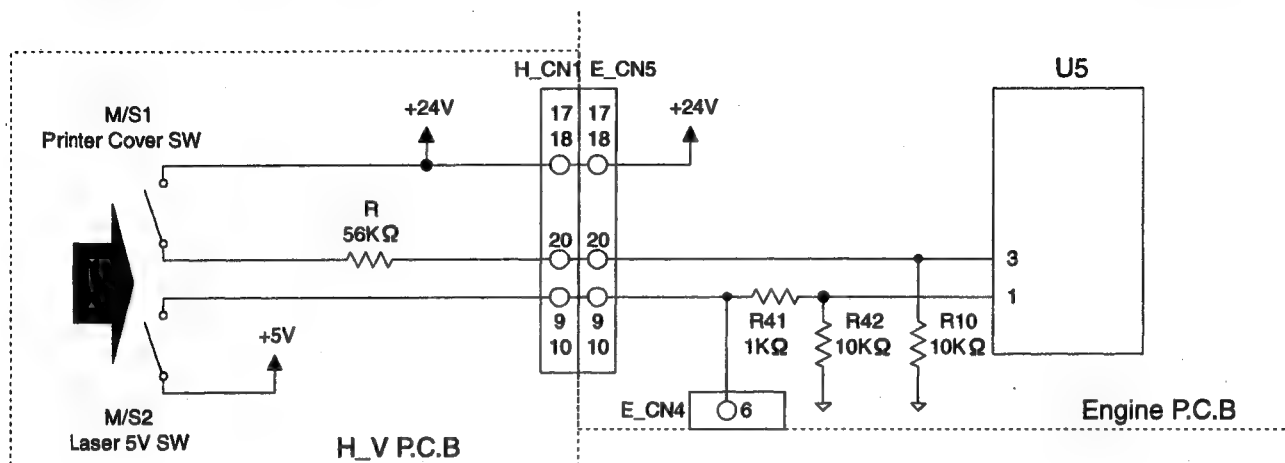 H_CN1 E_CN5
U5
M/S1
Printer Cover SW
+24V
17 17
18 18
+24V
R
56KΩ
20 20
3
1
9 9
10 10
R41
1KΩ
R42
10KΩ
R10
10KΩ
+5V
M/S2
Laser 5V SW
E_CN4
6
H_V P.C.B
Engine P.C.B